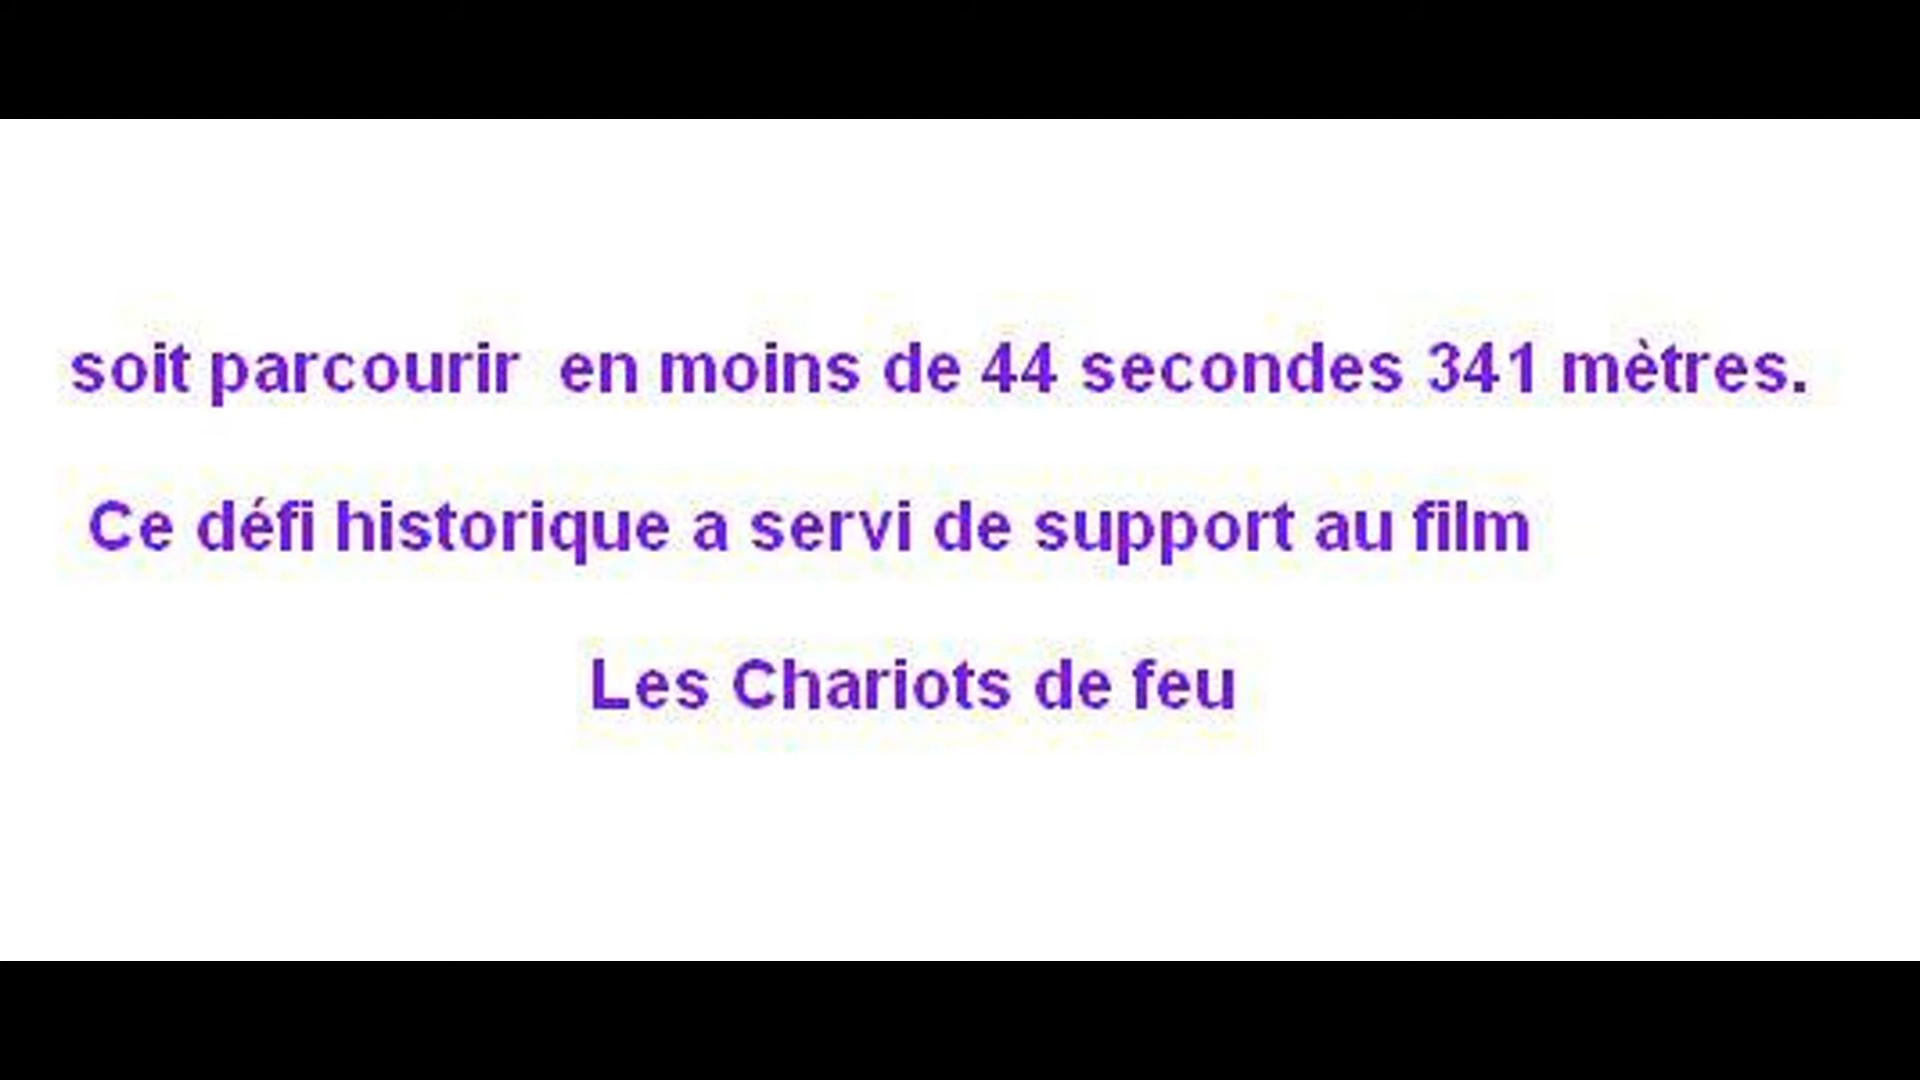 soit parcourir en moins de 44 secondes 341 mètres.
Ce défi historique a servi de support au film
Les Chariots de feu